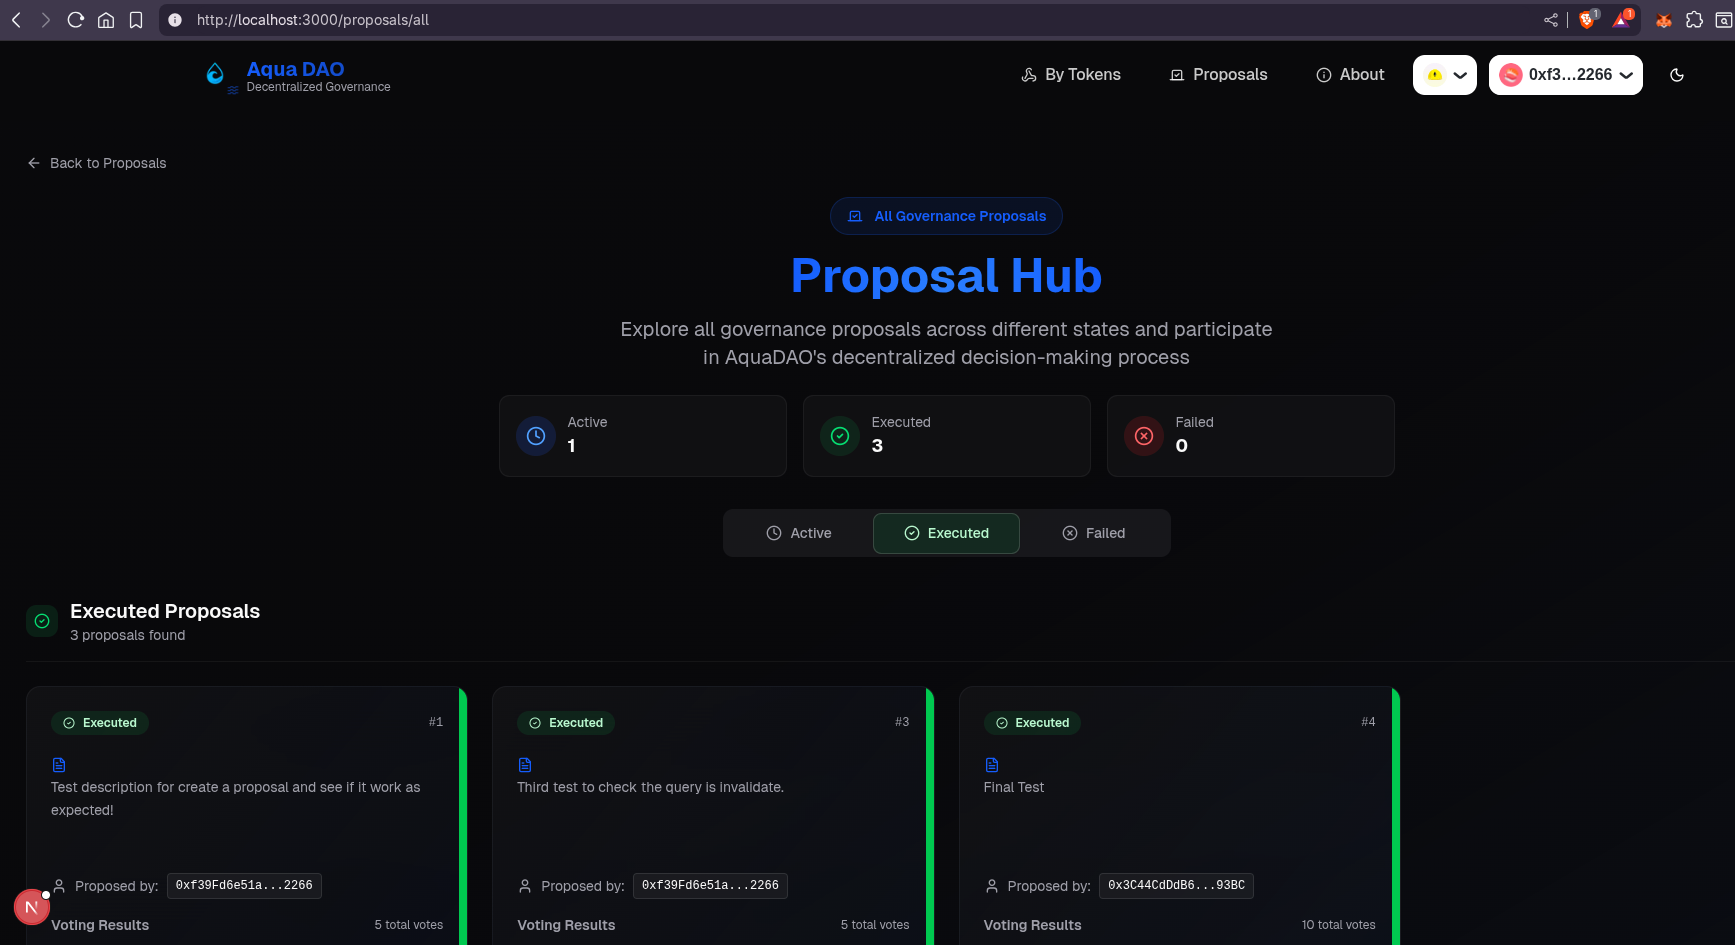 http://localhost:3000/proposals/all
1
1
Aqua DAO
Decentralized Governance
By Tokens
Proposals
About
0xf3...2266
Back to Proposals
All Governance Proposals
Proposal Hub
Explore all governance proposals across different states and participate
in AquaDAO's decentralized decision-making process
Active
1
Executed
3
Failed
0
Active
Executed
Failed
Executed Proposals
3 proposals found
Executed
#1
Test description for create a proposal and see if it work as
expected!
Proposed by: 0xf39Fd6e51a...2266
Voting Results
5 total votes
Executed
#3
Third test to check the query is invalidate.
Proposed by: 0xf39Fd6e51a...2266
Voting Results
5 total votes
Executed
#4
Final Test
Proposed by: 0x3C44CdDdB6...93BC
Voting Results
10 total votes
N